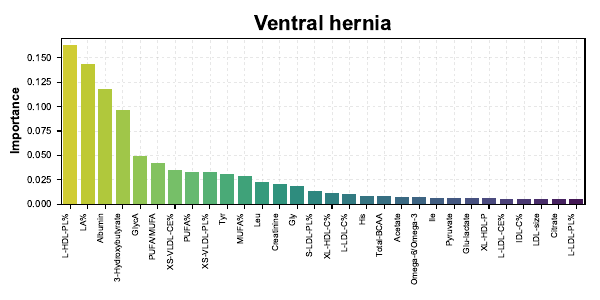 Ventral hernia
Importance
0.150
0.125
0.100
0.075
0.050
0.025
0.000
L-HDL-PL%
LA%
Albumin
3-Hydroxybutyrate
GlycA
PUFA/MUFA
XS-VLDL-CE%
PUFA%
XS-VLDL-PL%
Tyr
MUFA%
Leu
Creatinine
Gly
S-LDL-PL%
XL-HDL-C%
L-LDL-C%
His
Total-BCAA
Acetate
Omega-6/Omega-3
Ile
Pyruvate
Glu-lactate
XL-HDL-P
L-LDL-CE%
IDL-C%
LDL-size
Citrate
L-LDL-PL%